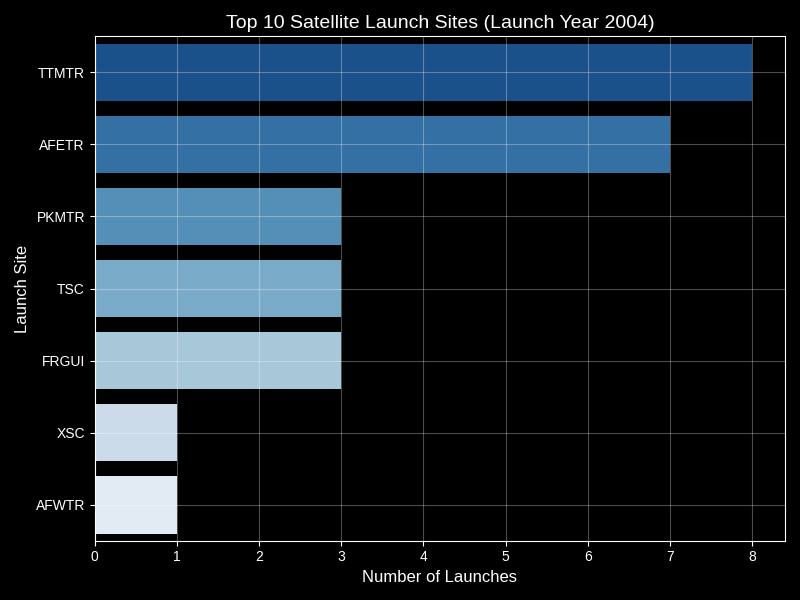 Top 10 Satellite Launch Sites (Launch Year 2004)
Launch Site
TTMTR
AFETR
PKMTR
TSC
FRGUI
XSC
AFWTR
0 1 2 3 4 5 6 7 8
Number of Launches